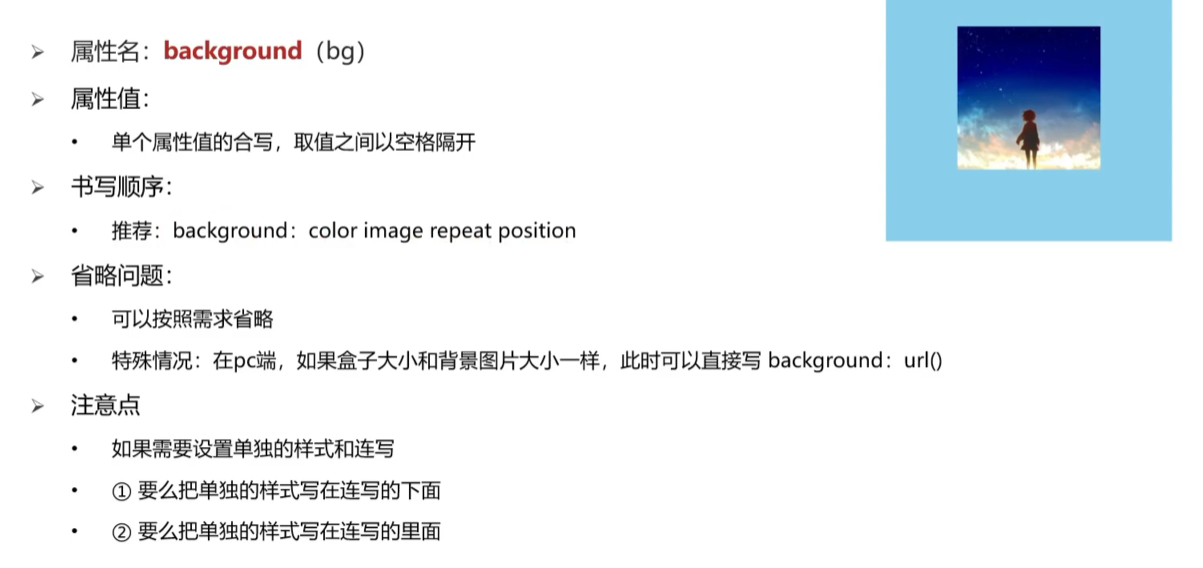 ➢ 属性名：background（bg）
➢ 属性值：
• 单个属性值的合写，取值之间以空格隔开
➢ 书写顺序：
• 推荐：background：color image repeat position
➢ 省略问题：
• 可以按照需求省略
• 特殊情况：在pc端，如果盒子大小和背景图片大小一样，此时可以直接写 background：url()
➢ 注意点
• 如果需要设置单独的样式和连写
• ① 要么把单独的样式写在连写的下面
• ② 要么把单独的样式写在连写的里面